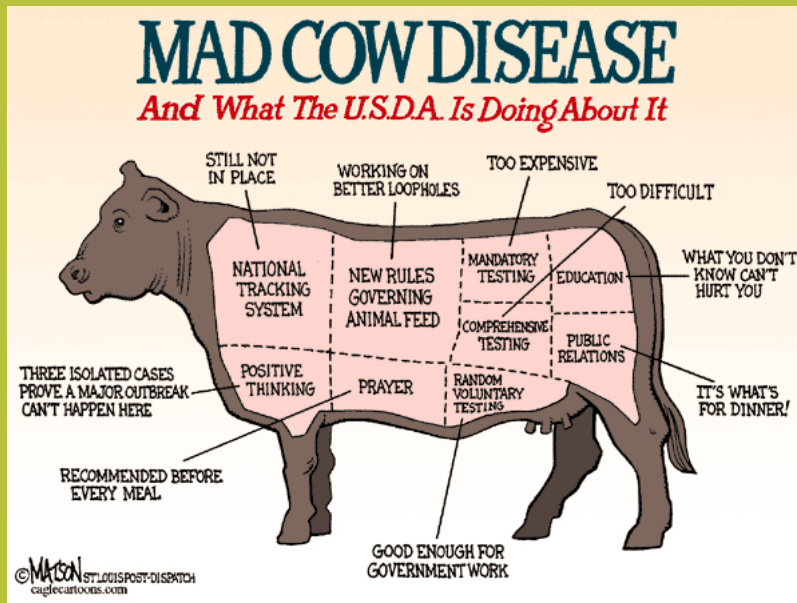 MAD COW DISEASE
And What The U.S.D.A. Is Doing About It
STILL NOT
IN PLACE
WORKING ON
BETTER LOOPHOLES
TOO EXPENSIVE
TOO DIFFICULT
NATIONAL
TRACKING
SYSTEM
NEW RULES
GOVERNING
ANIMAL FEED
MANDATORY
TESTING
EDUCATION
WHAT YOU DON'T
KNOW CAN'T
HURT YOU
COMPREHENSIVE
TESTING
PUBLIC
RELATIONS
THREE ISOLATED CASES
PROVE A MAJOR OUTBREAK
CAN'T HAPPEN HERE
POSITIVE
THINKING
PRAYER
RANDOM
VOLUNTARY
TESTING
IT'S WHAT'S
FOR DINNER!
RECOMMENDED BEFORE
EVERY MEAL
GOOD ENOUGH FOR
GOVERNMENT WORK
©MATSON ST.LOUIS POST-DISPATCH
caglecartoons.com